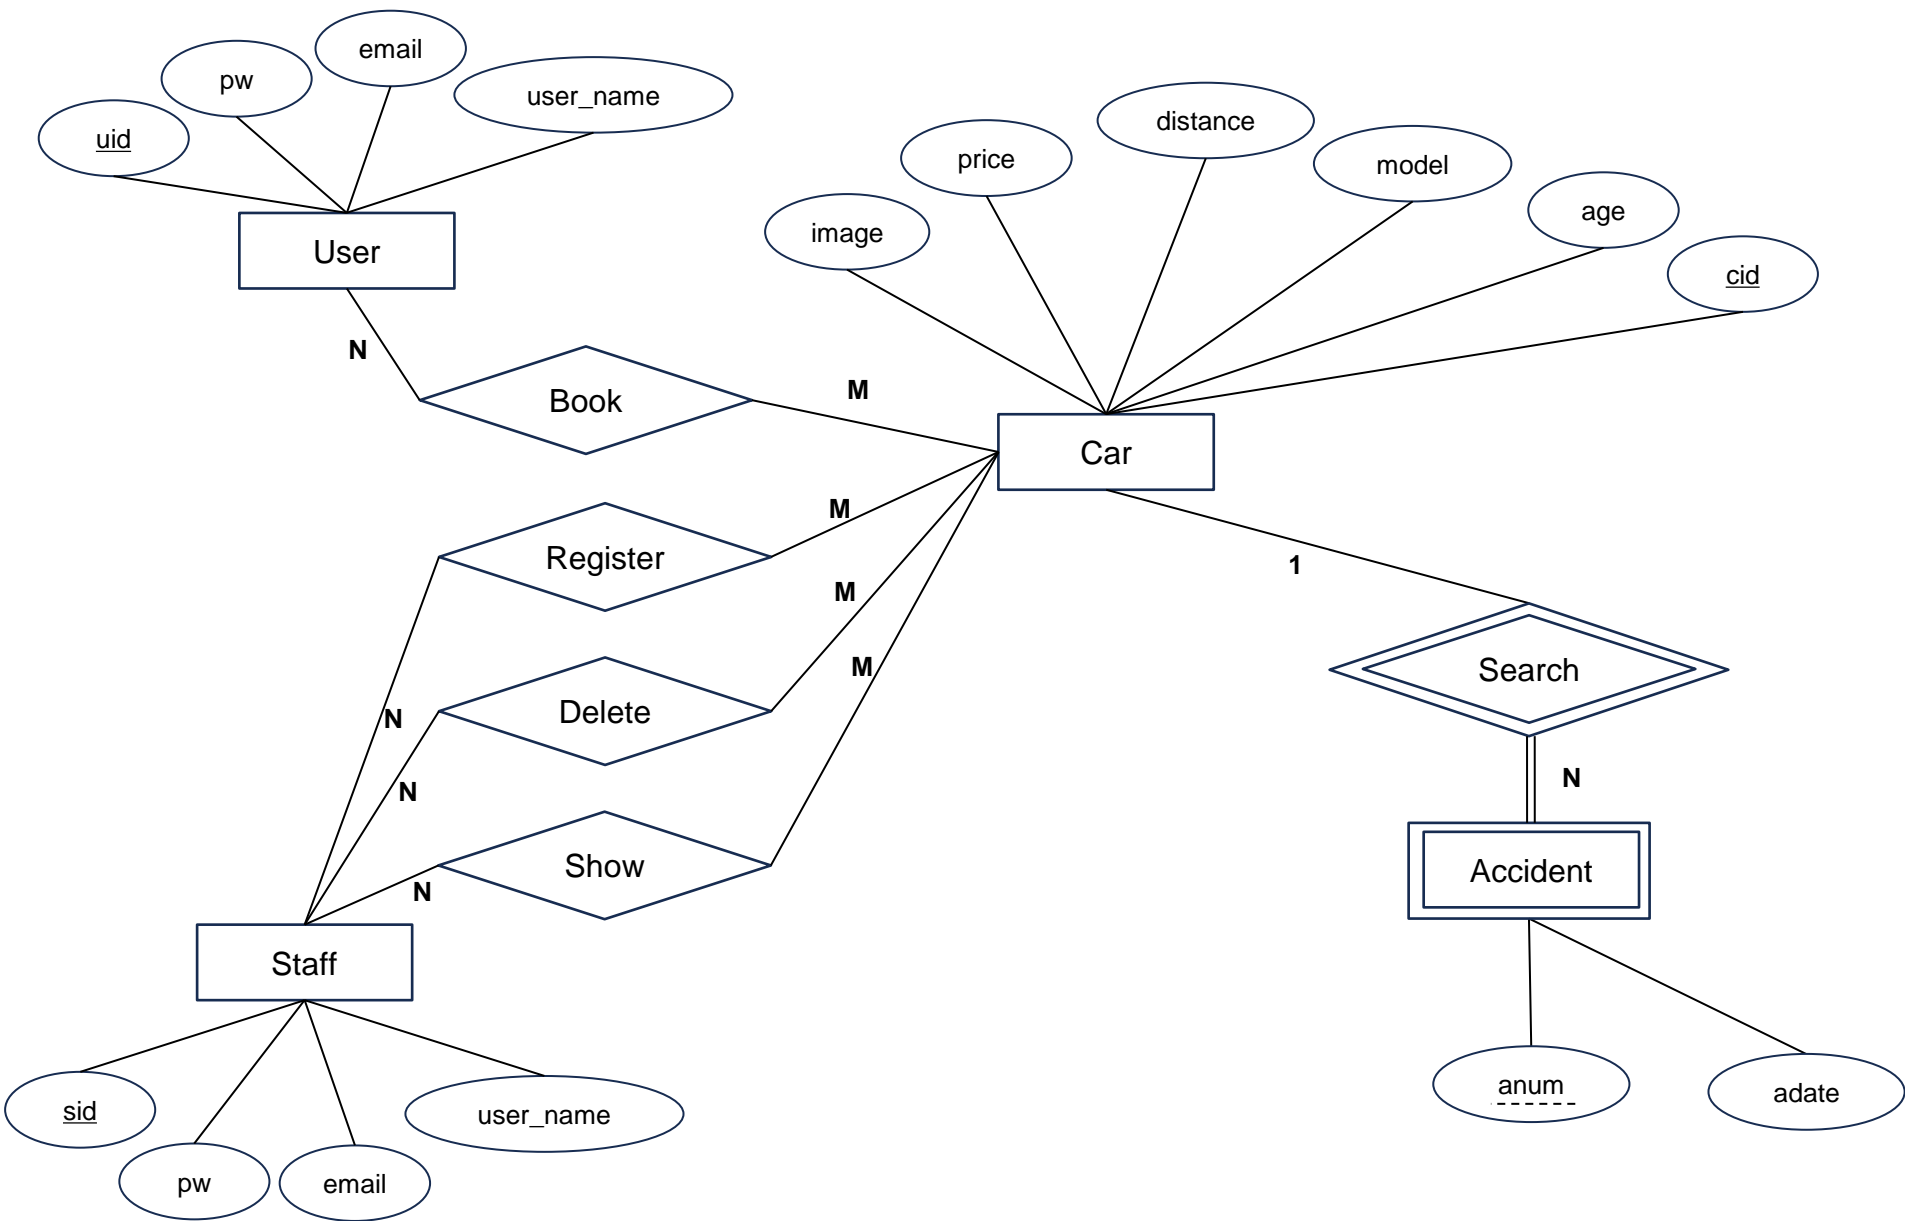 email
pw
user_name
uid
User
distance
price
model
age
image
cid
N
Book
M
Car
Register
M
M
M
1
Search
Delete
N
N
N
Show
N
Accident
Staff
sid
user_name
pw
email
anum
adate